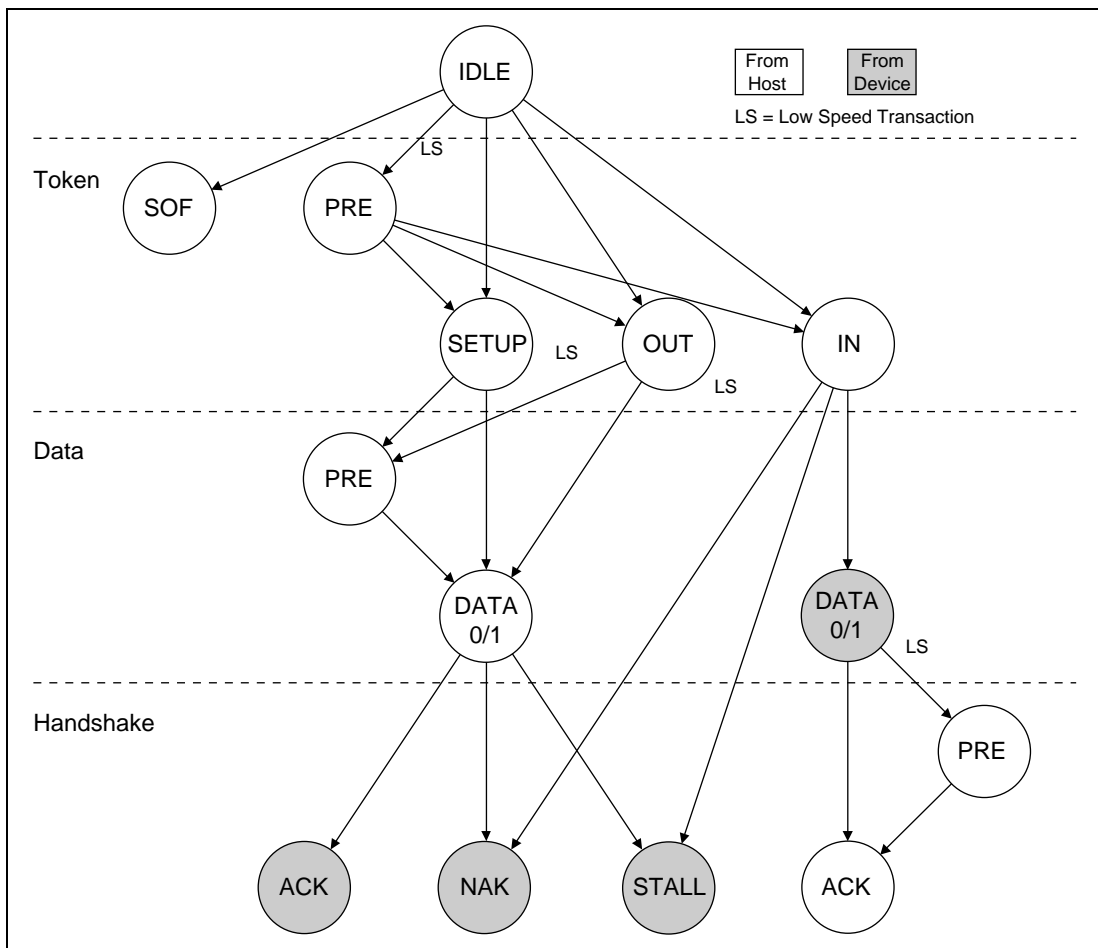 IDLE
From
Host
From
Device
LS = Low Speed Transaction
LS
Token
SOF
PRE
SETUP
OUT
IN
LS
LS
Data
PRE
DATA
0/1
DATA
0/1
LS
Handshake
PRE
ACK
NAK
STALL
ACK